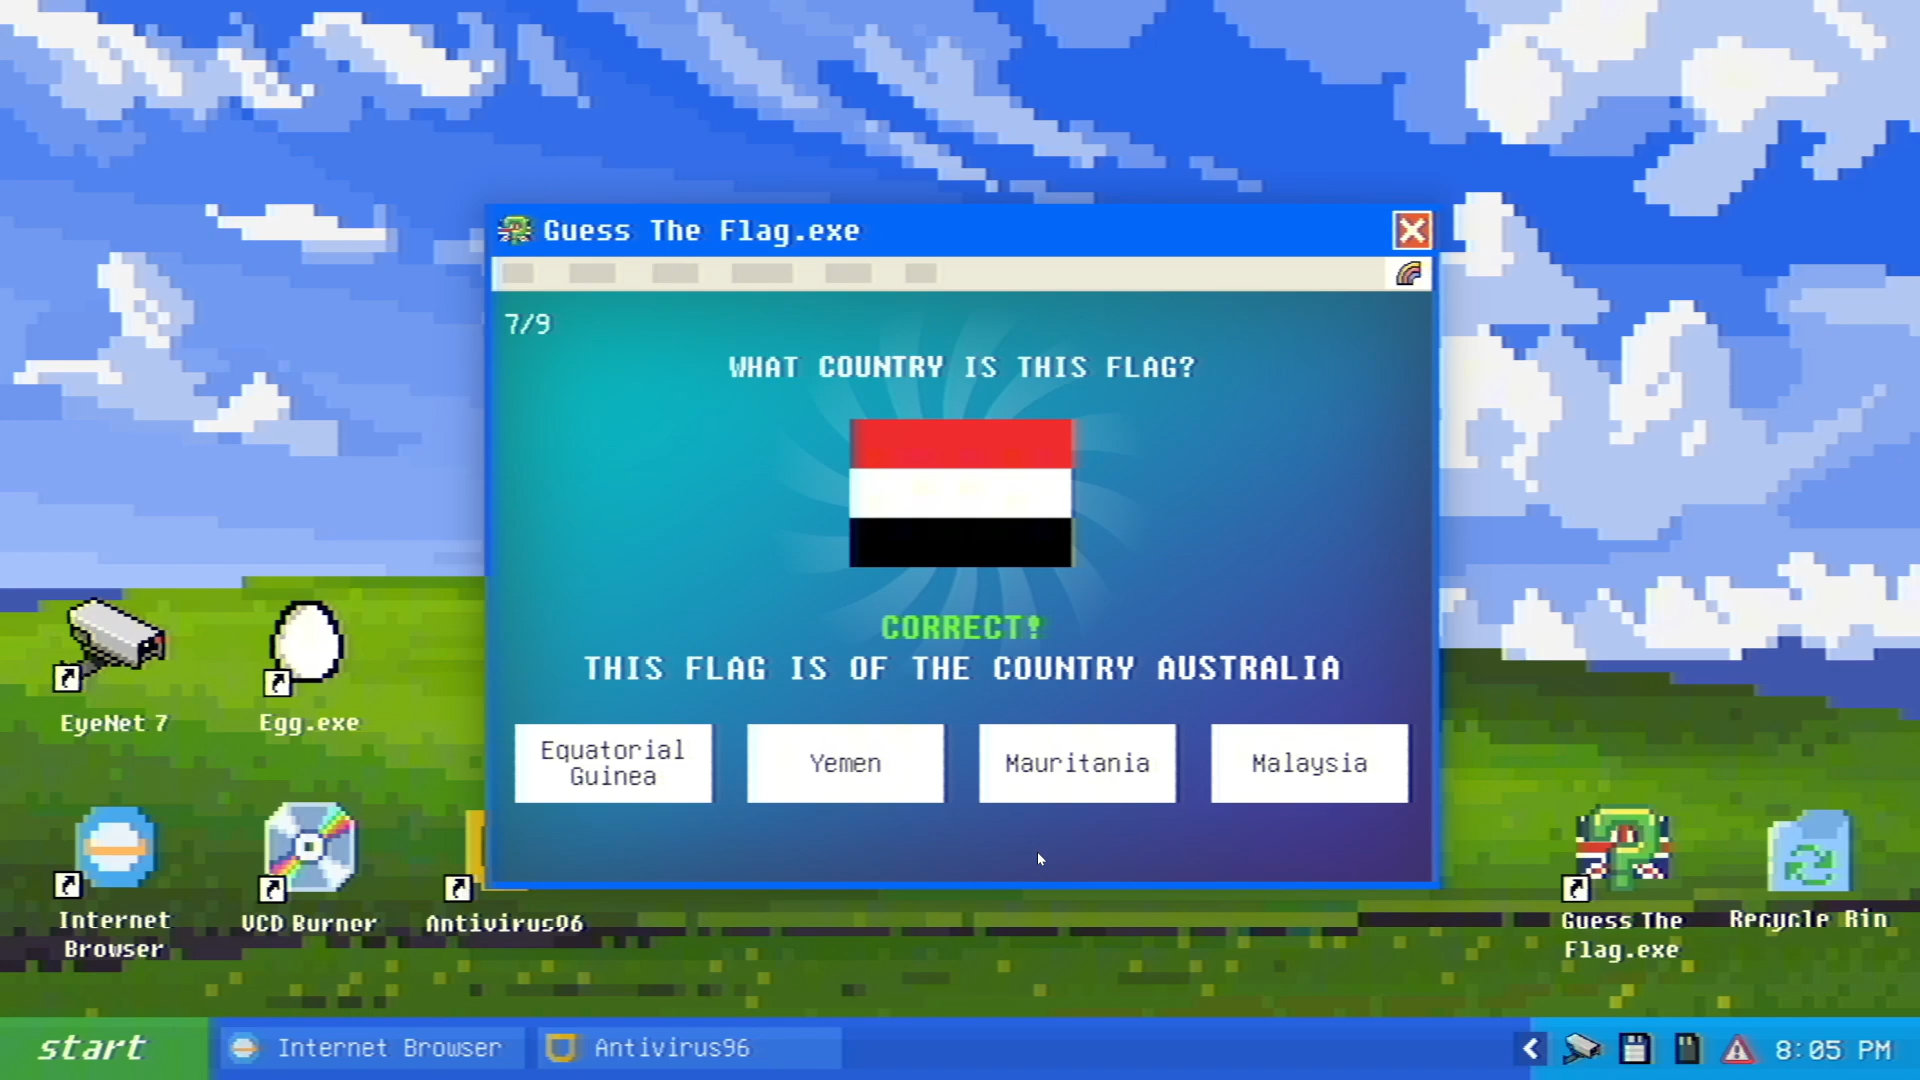 Guess The Flag.exe
7/9
WHAT COUNTRY IS THIS FLAG?
CORRECT!
THIS FLAG IS OF THE COUNTRY AUSTRALIA
Equatorial
Guinea
Yemen
Mauritania
Malaysia
EyeNet 7
Egg.exe
Internet
Browser
VCD Burner
Antivirus96
Guess The
Flag.exe
Recycle Bin
start
Internet Browser
Antivirus96
8:05 PM